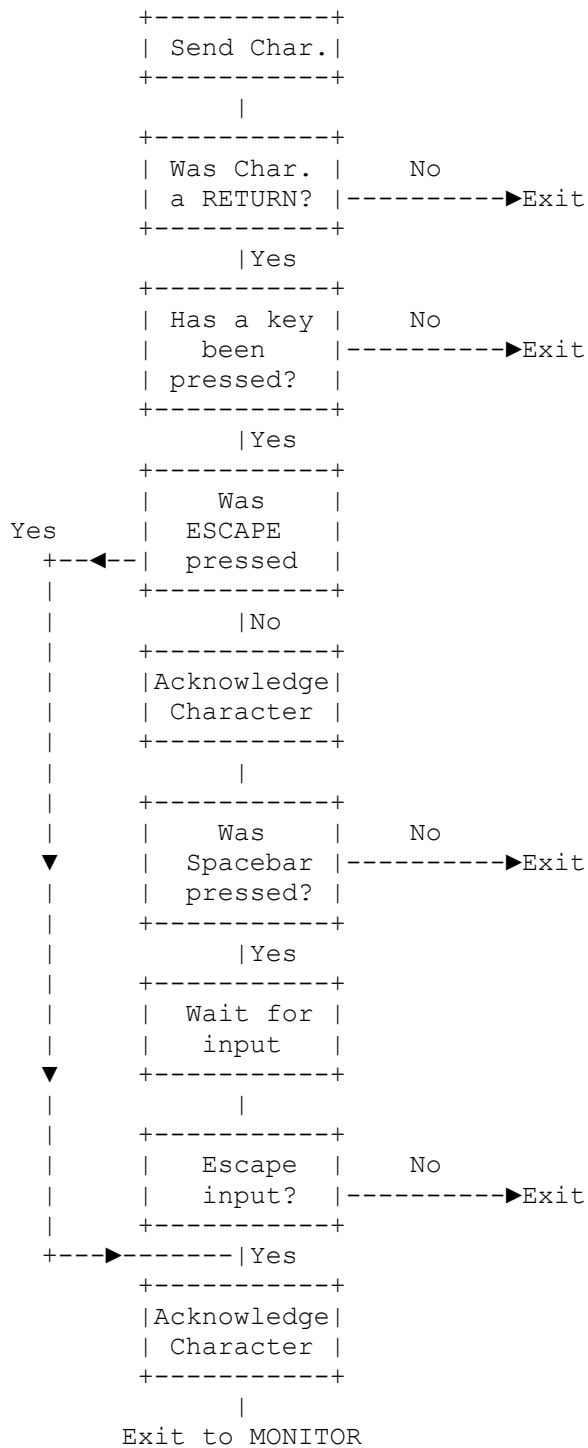 Send Char.
Was Char. No
a RETURN? Exit
Yes
Has a key No
been Exit
pressed?
Yes
Was
Yes ESCAPE
pressed
No
Acknowledge
Character
Was No
Spacebar Exit
pressed?
Yes
Wait for
input
Escape No
input? Exit
Yes
Acknowledge
Character
Exit to MONITOR